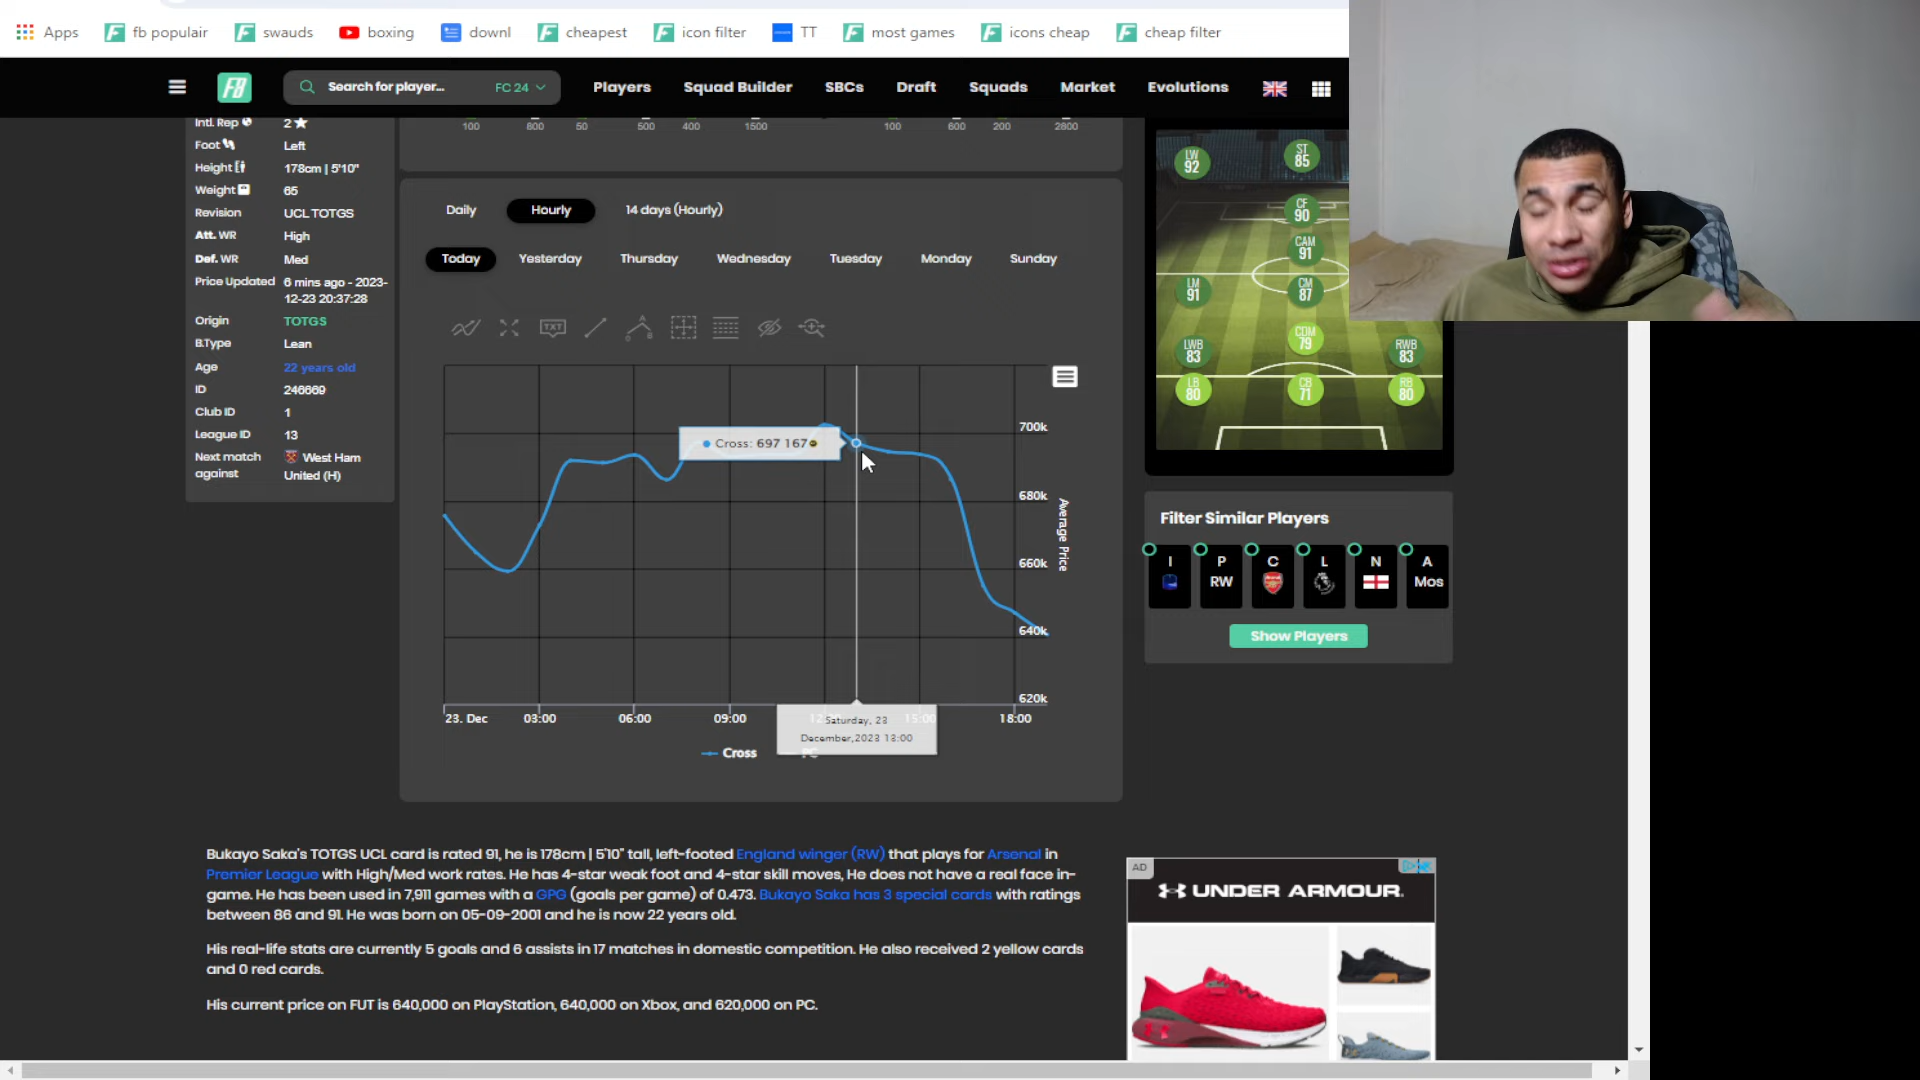 Apps fb populair swauds boxing downl cheapest icon filter TT most games icons cheap cheap filter
FB Search for player... FC 24 Players Squad Builder SBCs Draft Squads Market Evolutions
Intl. Rep 2
Foot Left
Height 178cm | 5'10"
Weight 65
Revision UCL TOTGS
Att. WR High
Def. WR Med
Price Updated 6 mins ago - 2023-
12-23 20:37:28
Origin TOTGS
B.Type Lean
Age 22 years old
ID 246669
Club ID 1
League ID 13
Next match West Ham
against United (H)
100 800 50 500 400 1500 100 600 200 2800
Daily Hourly 14 days (Hourly)
Today Yesterday Thursday Wednesday Tuesday Monday Sunday
TXT
Cross: 697 167
700k
680k
660k
640k
620k
Average Price
23. Dec 03:00 06:00 09:00 15:00 18:00
Saturday, 23
December,2023 13:00
Cross PC
LW
92
ST
85
CF
90
CAM
91
LM
91
CM
87
CDM
79
LWB
83
RWB
83
LB
80
CB
71
RB
80
Filter Similar Players
I P C L N A
RW Mos
Show Players
Bukayo Saka's TOTGS UCL card is rated 91, he is 178cm | 5'10" tall, left-footed England winger (RW) that plays for Arsenal in
Premier League with High/Med work rates. He has 4-star weak foot and 4-star skill moves, He does not have a real face in-
game. He has been used in 7,911 games with a GPG (goals per game) of 0.473. Bukayo Saka has 3 special cards with ratings
between 86 and 91. He was born on 05-09-2001 and he is now 22 years old.
His real-life stats are currently 5 goals and 6 assists in 17 matches in domestic competition. He also received 2 yellow cards
and 0 red cards.
His current price on FUT is 640,000 on PlayStation, 640,000 on Xbox, and 620,000 on PC.
AD
UNDER ARMOUR.